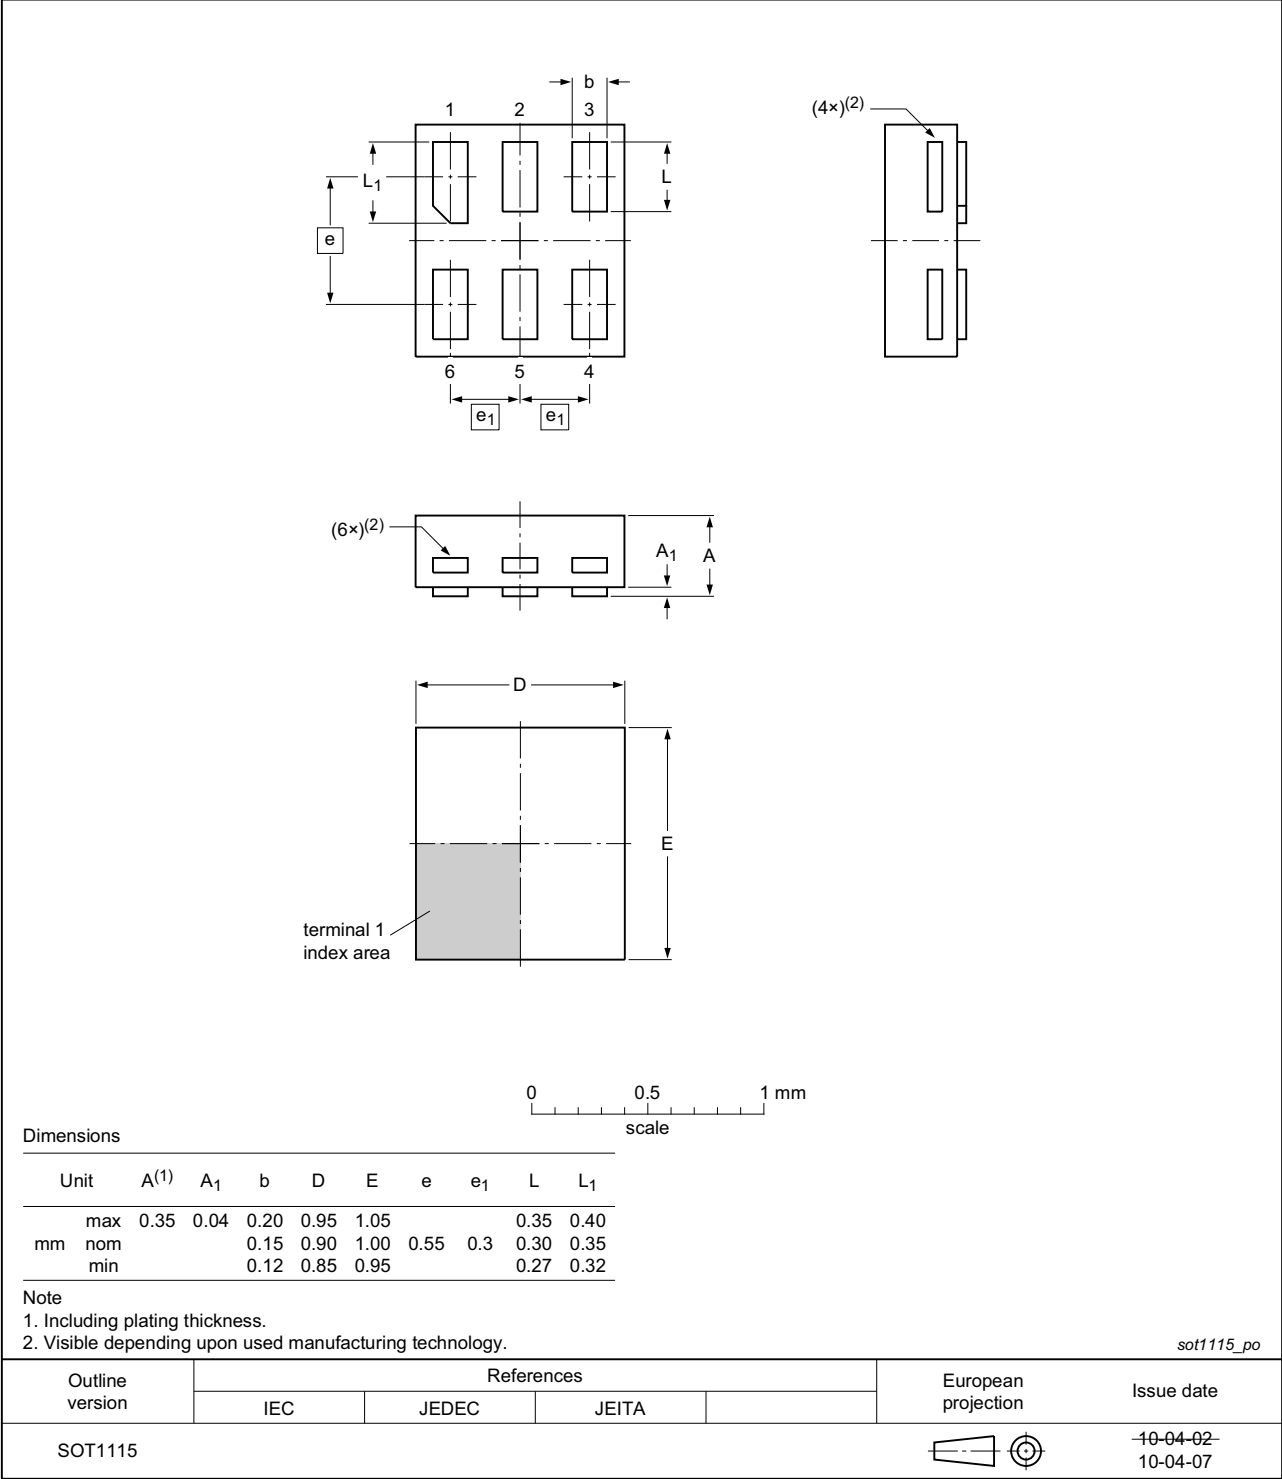 b
1 2 3
(4×)(2)
L1
L
e
6 5 4
e1 e1
(6×)(2)
A1
A
D
E
terminal 1
index area
0 0.5 1 mm
scale
Dimensions
Unit A(1) A1 b D E e e1 L L1
max 0.35 0.04 0.20 0.95 1.05 0.35 0.40
mm nom 0.15 0.90 1.00 0.55 0.3 0.30 0.35
min 0.12 0.85 0.95 0.27 0.32
Note
1. Including plating thickness.
2. Visible depending upon used manufacturing technology.
sot1115_po
Outline
version
References
IEC JEDEC JEITA
European
projection
Issue date
SOT1115
10-04-02
10-04-07